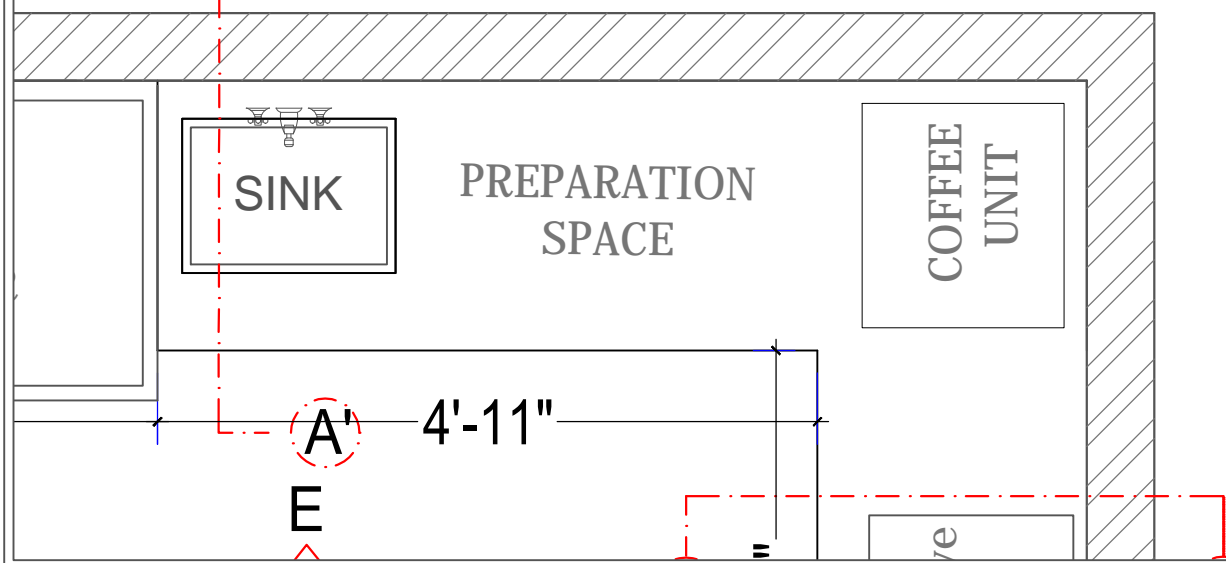 SINK
PREPARATION
SPACE
COFFEE
UNIT
A'
4'-11"
E